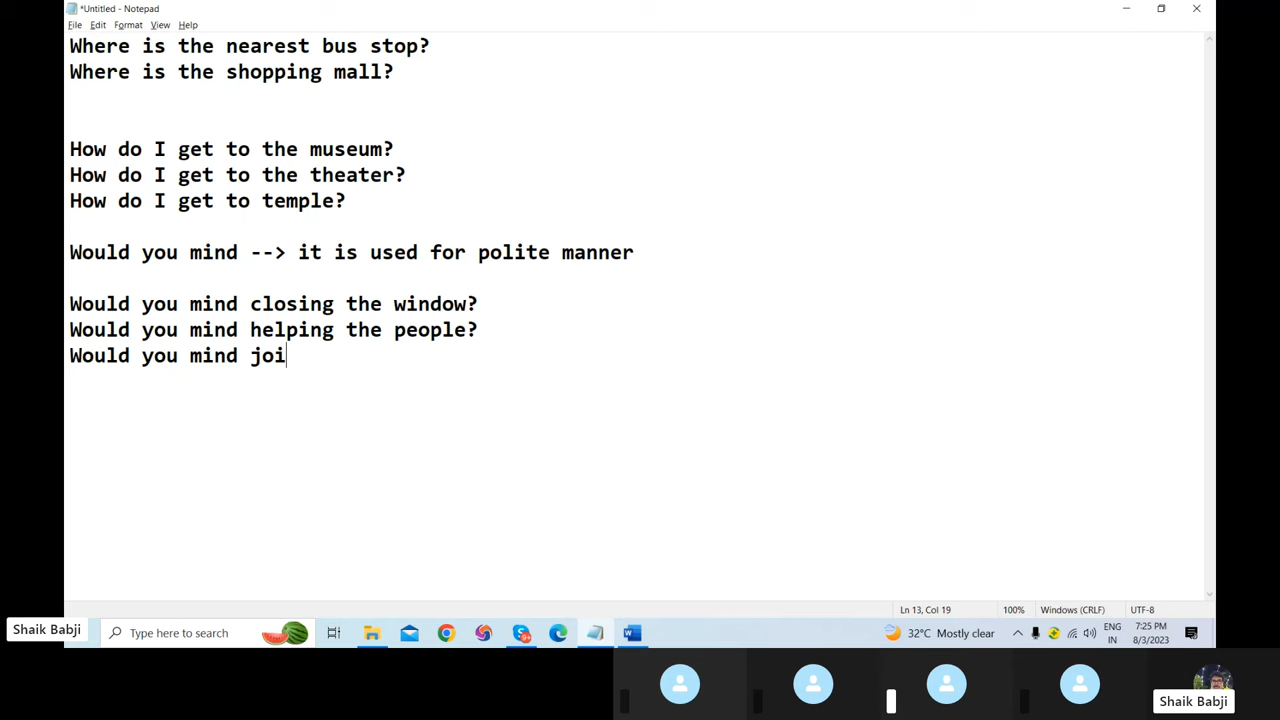 *Untitled - Notepad
File Edit Format View Help
Where is the nearest bus stop?
Where is the shopping mall?
How do I get to the museum?
How do I get to the theater?
How do I get to temple?
Would you mind --> it is used for polite manner
Would you mind closing the window?
Would you mind helping the people?
Would you mind joi
Ln 13, Col 19 100% Windows (CRLF) UTF-8
Shaik Babji
Type here to search
32°C Mostly clear
ENG
IN
7:25 PM
8/3/2023
Shaik Babji